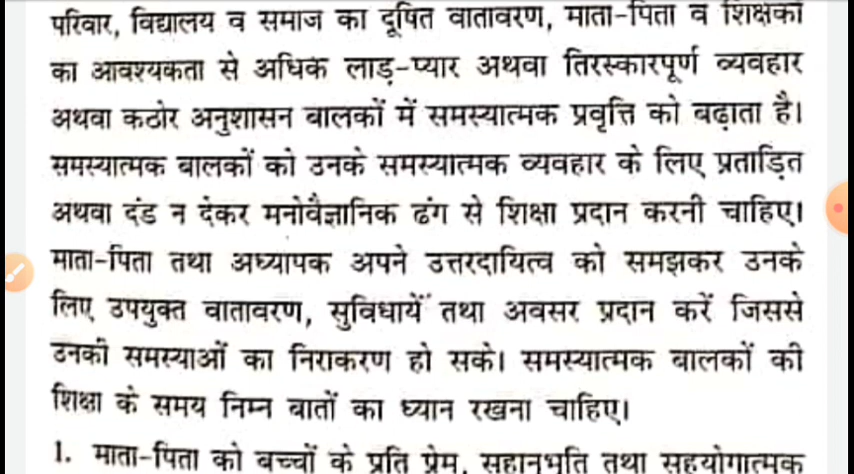 परिवार, विद्यालय व समाज का दूषित वातावरण, माता-पिता व शिक्षकों
का आवश्यकता से अधिक लाड़-प्यार अथवा तिरस्कारपूर्ण व्यवहार
अथवा कठोर अनुशासन बालकों में समस्यात्मक प्रवृत्ति को बढ़ाता है।
समस्यात्मक बालकों को उनके समस्यात्मक व्यवहार के लिए प्रताड़ित
अथवा दंड न देकर मनोवैज्ञानिक ढंग से शिक्षा प्रदान करनी चाहिए।
माता-पिता तथा अध्यापक अपने उत्तरदायित्व को समझकर उनके
लिए उपयुक्त वातावरण, सुविधायें तथा अवसर प्रदान करें जिससे
उनकी समस्याओं का निराकरण हो सके। समस्यात्मक बालकों की
शिक्षा के समय निम्न बातों का ध्यान रखना चाहिए।
1. माता-पिता को बच्चों के प्रति प्रेम, सहानुभूति तथा सहयोगात्मक